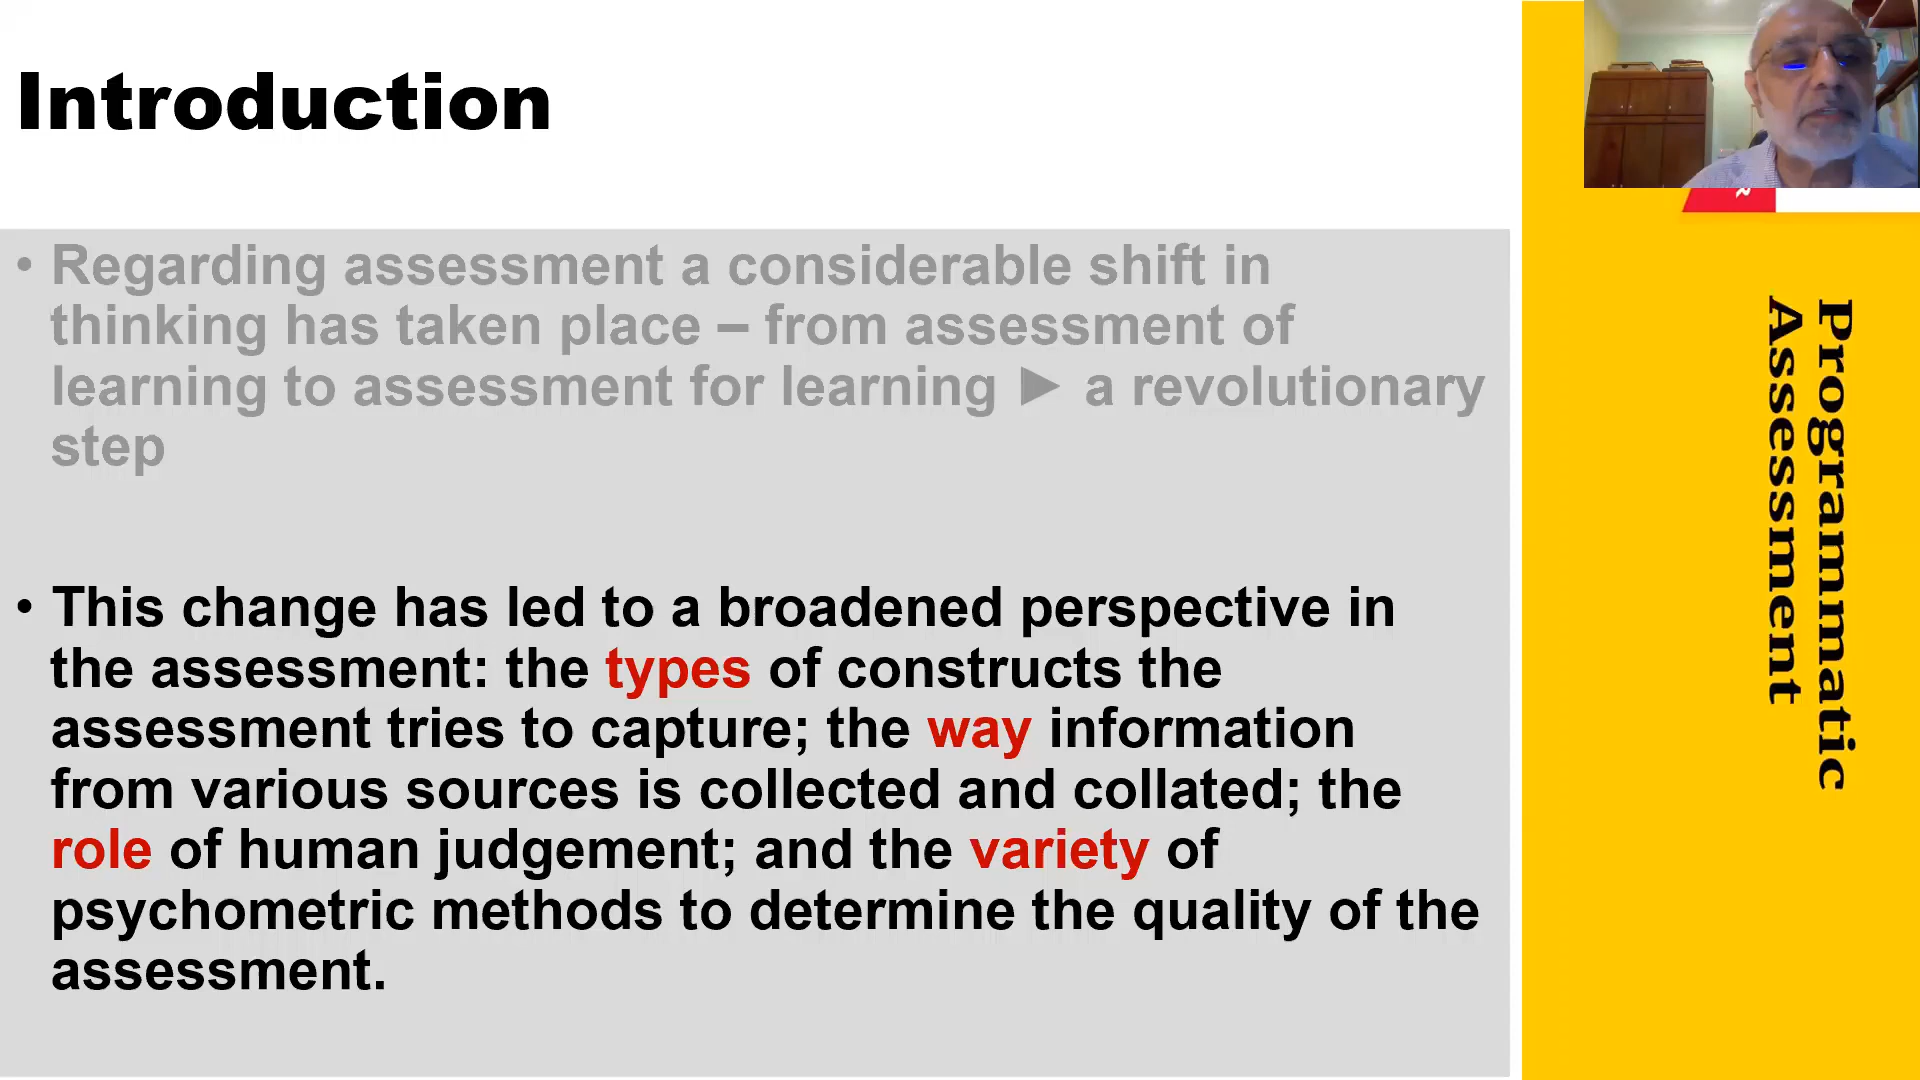 Introduction
• Regarding assessment a considerable shift in
thinking has taken place – from assessment of
learning to assessment for learning ► a revolutionary
step
• This change has led to a broadened perspective in
the assessment: the types of constructs the
assessment tries to capture; the way information
from various sources is collected and collated; the
role of human judgement; and the variety of
psychometric methods to determine the quality of the
assessment.
Programmatic
Assessment